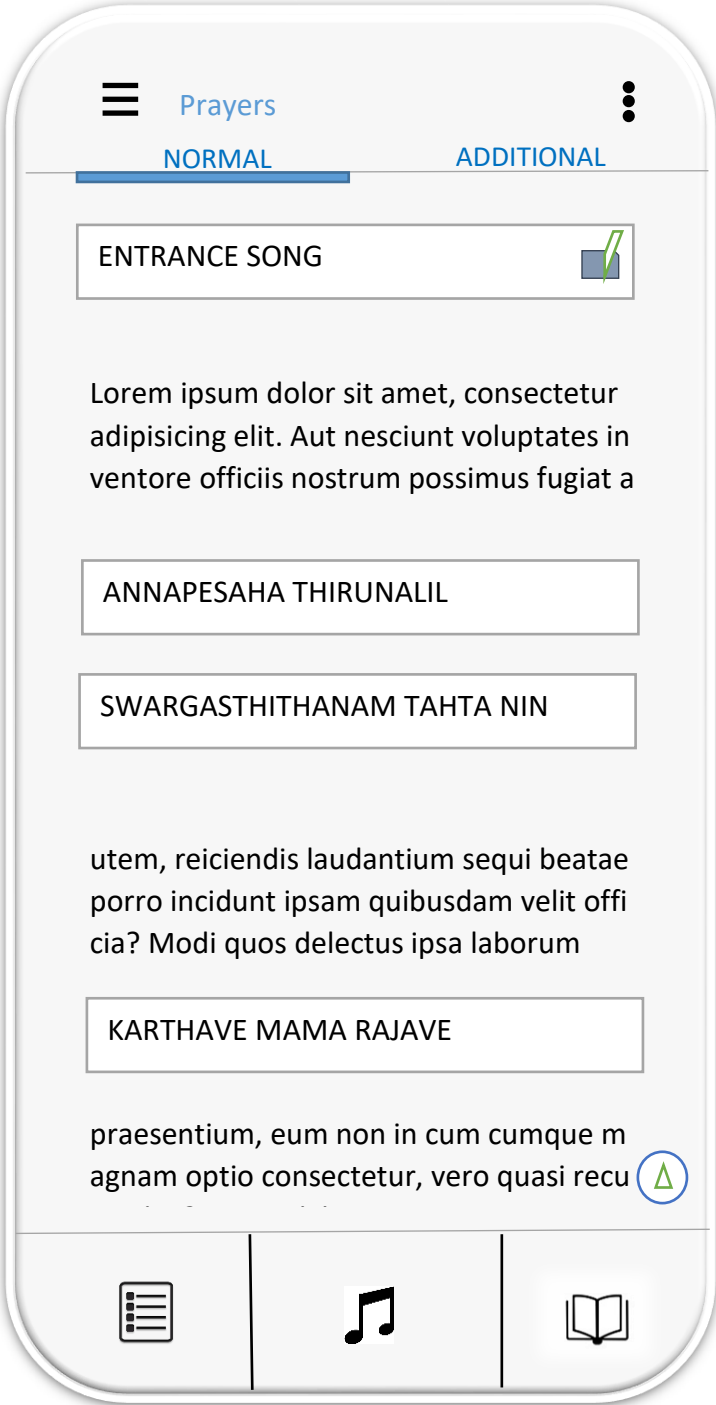 Prayers
NORMAL ADDITIONAL
ENTRANCE SONG
Lorem ipsum dolor sit amet, consectetur
adipisicing elit. Aut nesciunt voluptates in
ventore officiis nostrum possimus fugiat a
ANNAPESAHA THIRUNALIL
SWARGASTHITHANAM TAHTA NIN
utem, reiciendis laudantium sequi beatae
porro incidunt ipsam quibusdam velit offi
cia? Modi quos delectus ipsa laborum
KARTHAVE MAMA RAJAVE
praesentium, eum non in cum cumque m
agnam optio consectetur, vero quasi recu